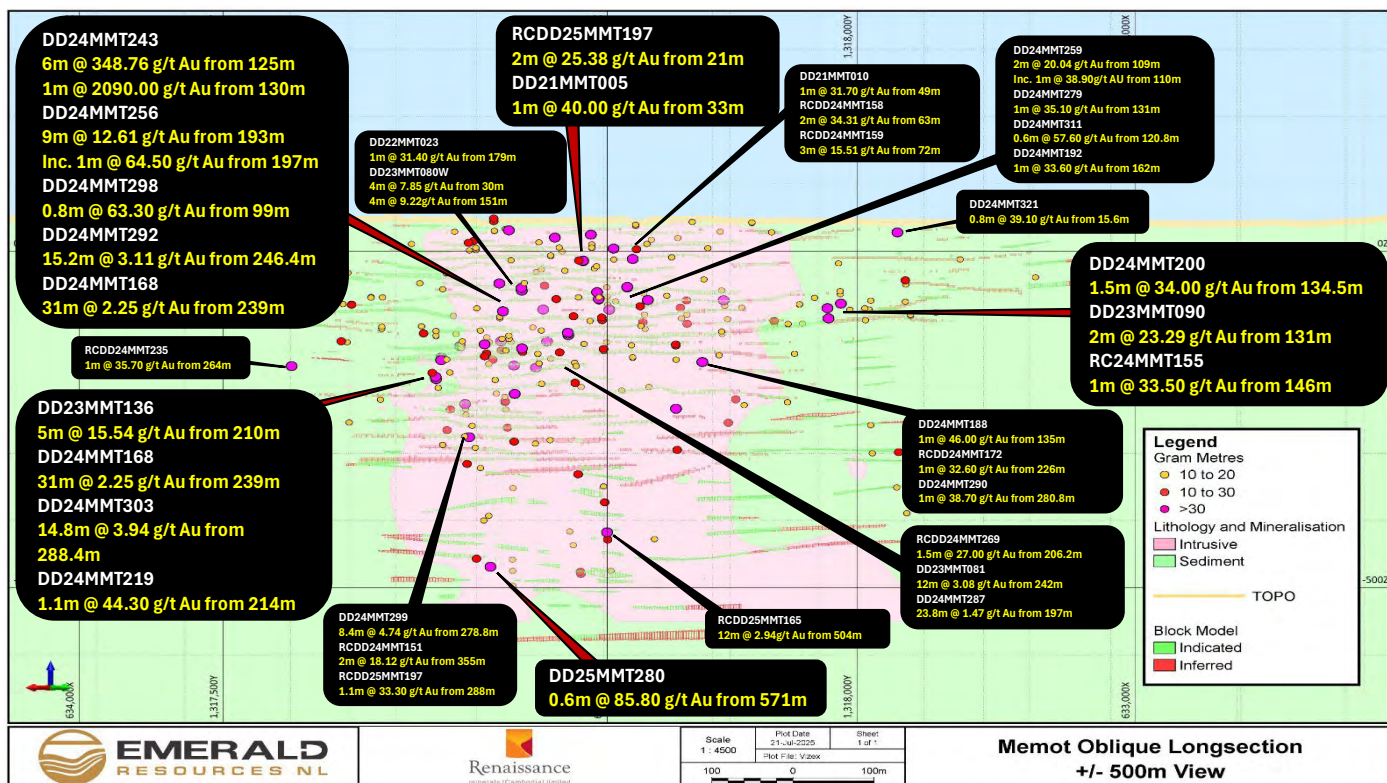 DD24MMT243
6m @ 348.76 g/t Au from 125m
1m @ 2090.00 g/t Au from 130m
DD24MMT256
9m @ 12.61 g/t Au from 193m
Inc. 1m @ 64.50 g/t Au from 197m
DD24MMT298
0.8m @ 63.30 g/t Au from 99m
DD24MMT292
15.2m @ 3.11 g/t Au from 246.4m
DD24MMT168
31m @ 2.25 g/t Au from 239m
DD22MMT023
1m @ 31.40 g/t Au from 179m
DD23MMT080W
4m @ 7.85 g/t Au from 30m
4m @ 9.22g/t Au from 151m
RCDD25MMT197
2m @ 25.38 g/t Au from 21m
DD21MMT005
1m @ 40.00 g/t Au from 33m
DD21MMT010
1m @ 31.70 g/t Au from 49m
RCDD24MMT158
2m @ 34.31 g/t Au from 63m
RCDD24MMT159
3m @ 15.51 g/t Au from 72m
1,318,000Y
633,000X
DD24MMT259
2m @ 20.04 g/t Au from 109m
Inc. 1m @ 38.90g/t AU from 110m
DD24MMT279
1m @ 35.10 g/t Au from 131m
DD24MMT311
0.6m @ 57.60 g/t Au from 120.8m
DD24MMT192
1m @ 33.60 g/t Au from 162m
DD24MMT321
0.8m @ 39.10 g/t Au from 15.6m
0Z
DD24MMT200
1.5m @ 34.00 g/t Au from 134.5m
DD23MMT090
2m @ 23.29 g/t Au from 131m
RC24MMT155
1m @ 33.50 g/t Au from 146m
RCDD24MMT235
1m @ 35.70 g/t Au from 264m
DD23MMT136
5m @ 15.54 g/t Au from 210m
DD24MMT168
31m @ 2.25 g/t Au from 239m
DD24MMT303
14.8m @ 3.94 g/t Au from
288.4m
DD24MMT219
1.1m @ 44.30 g/t Au from 214m
DD24MMT188
1m @ 46.00 g/t Au from 135m
RCDD24MMT172
1m @ 32.60 g/t Au from 226m
DD24MMT290
1m @ 38.70 g/t Au from 280.8m
RCDD24MMT269
1.5m @ 27.00 g/t Au from 206.2m
DD23MMT081
12m @ 3.08 g/t Au from 242m
DD24MMT287
23.8m @ 1.47 g/t Au from 197m
DD24MMT299
8.4m @ 4.74 g/t Au from 278.8m
RCDD24MMT151
2m @ 18.12 g/t Au from 355m
RCDD25MMT197
1.1m @ 33.30 g/t Au from 288m
RCDD25MMT165
12m @ 2.94g/t Au from 504m
DD25MMT280
0.6m @ 85.80 g/t Au from 571m
Legend
Gram Metres
10 to 20
10 to 30
>30
Lithology and Mineralisation
Intrusive
Sediment
TOPO
Block Model
Indicated
Inferred
-500Z
634,000X
1,317,500Y
1,318,000Y
633,000X
EMERALD
RESOURCES NL
Renaissance
minerals (Cambodia) limited
Scale
1 : 4500
Plot Date
21-Jul-2025
Sheet
1 of 1
Plot File: Vizex
100 0 100m
Memot Oblique Longsection
+/- 500m View